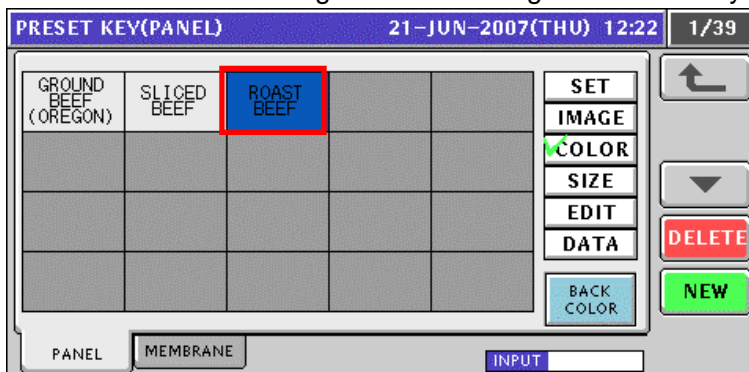 PRESET KEY(PANEL) 21-JUN-2007(THU) 12:22 1/39
GROUND
BEEF
(OREGON)
SLICED
BEEF
ROAST
BEEF
SET
IMAGE
COLOR
SIZE
EDIT
DATA
BACK
COLOR
DELETE
NEW
PANEL
MEMBRANE
INPUT